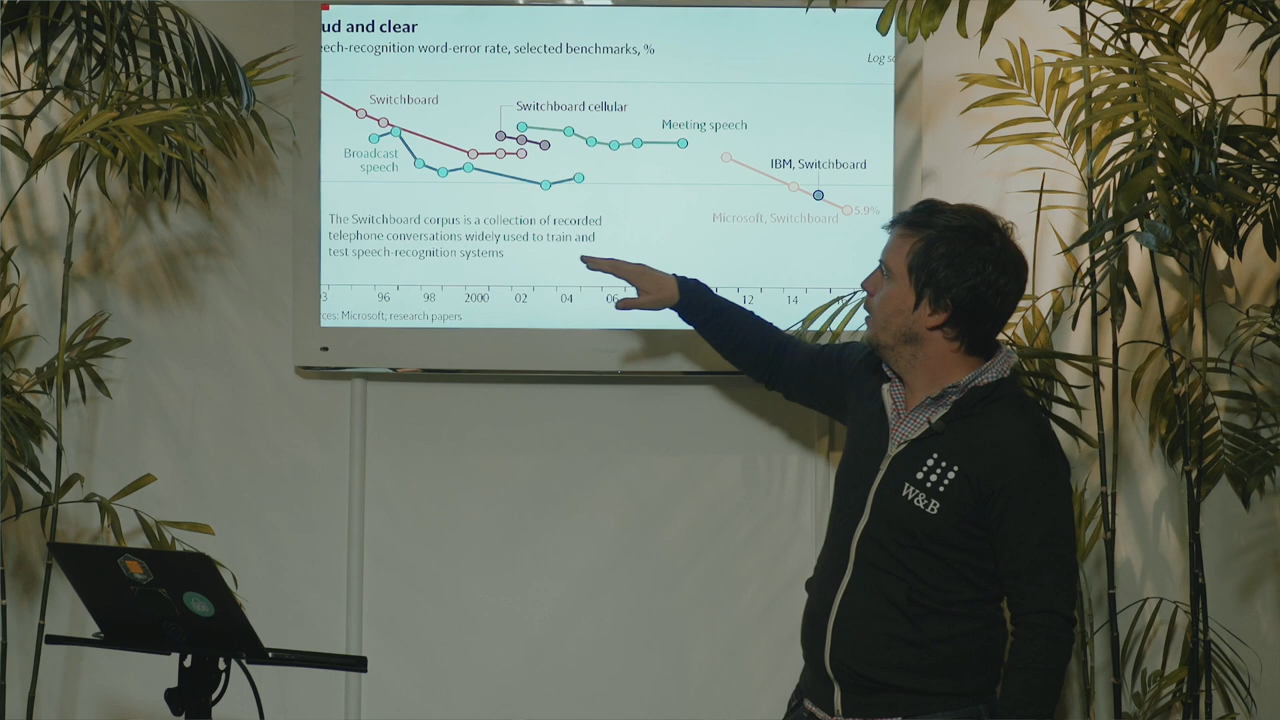 ud and clear
ech-recognition word-error rate, selected benchmarks, %
Log sc
Switchboard
Switchboard cellular
Meeting speech
Broadcast
speech
IBM, Switchboard
5.9%
Microsoft, Switchboard
The Switchboard corpus is a collection of recorded
telephone conversations widely used to train and
test speech-recognition systems
3 96 98 2000 02 04 06 12 14
ces: Microsoft; research papers
W&B